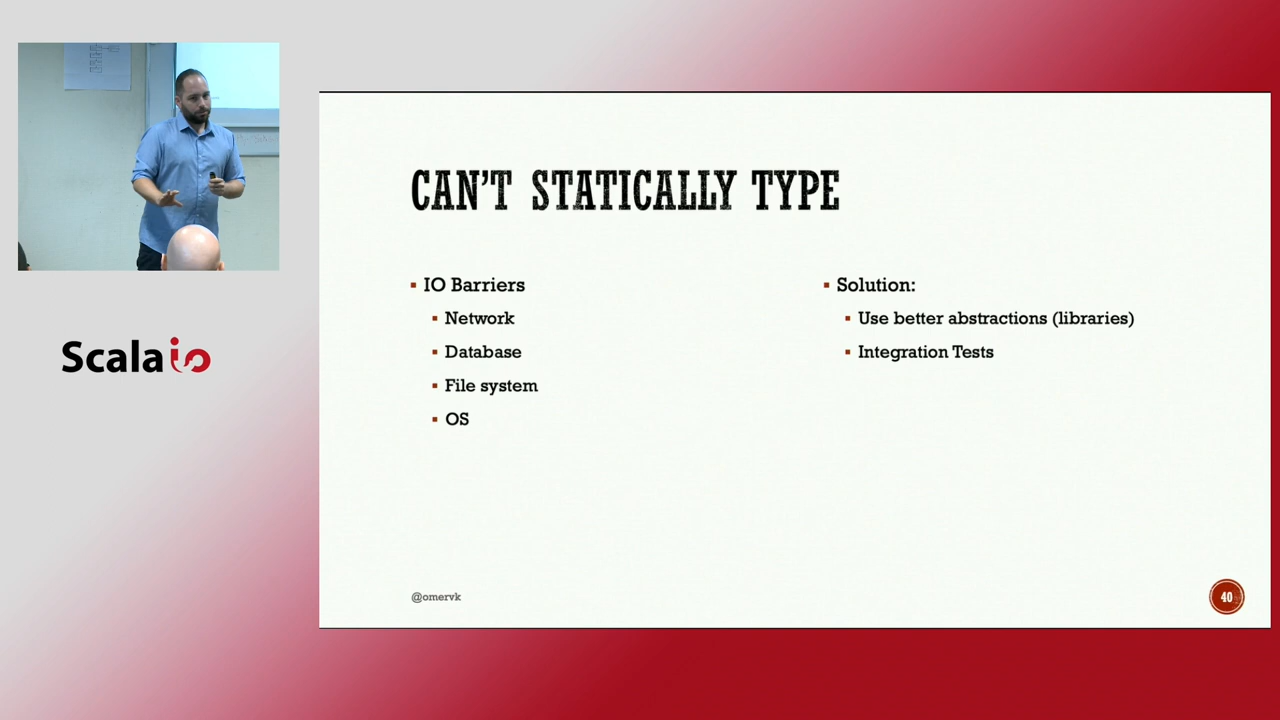 Scala io
CAN'T STATICALLY TYPE
▪ IO Barriers
▪ Network
▪ Database
▪ File system
▪ OS
▪ Solution:
▪ Use better abstractions (libraries)
▪ Integration Tests
@omervk
40